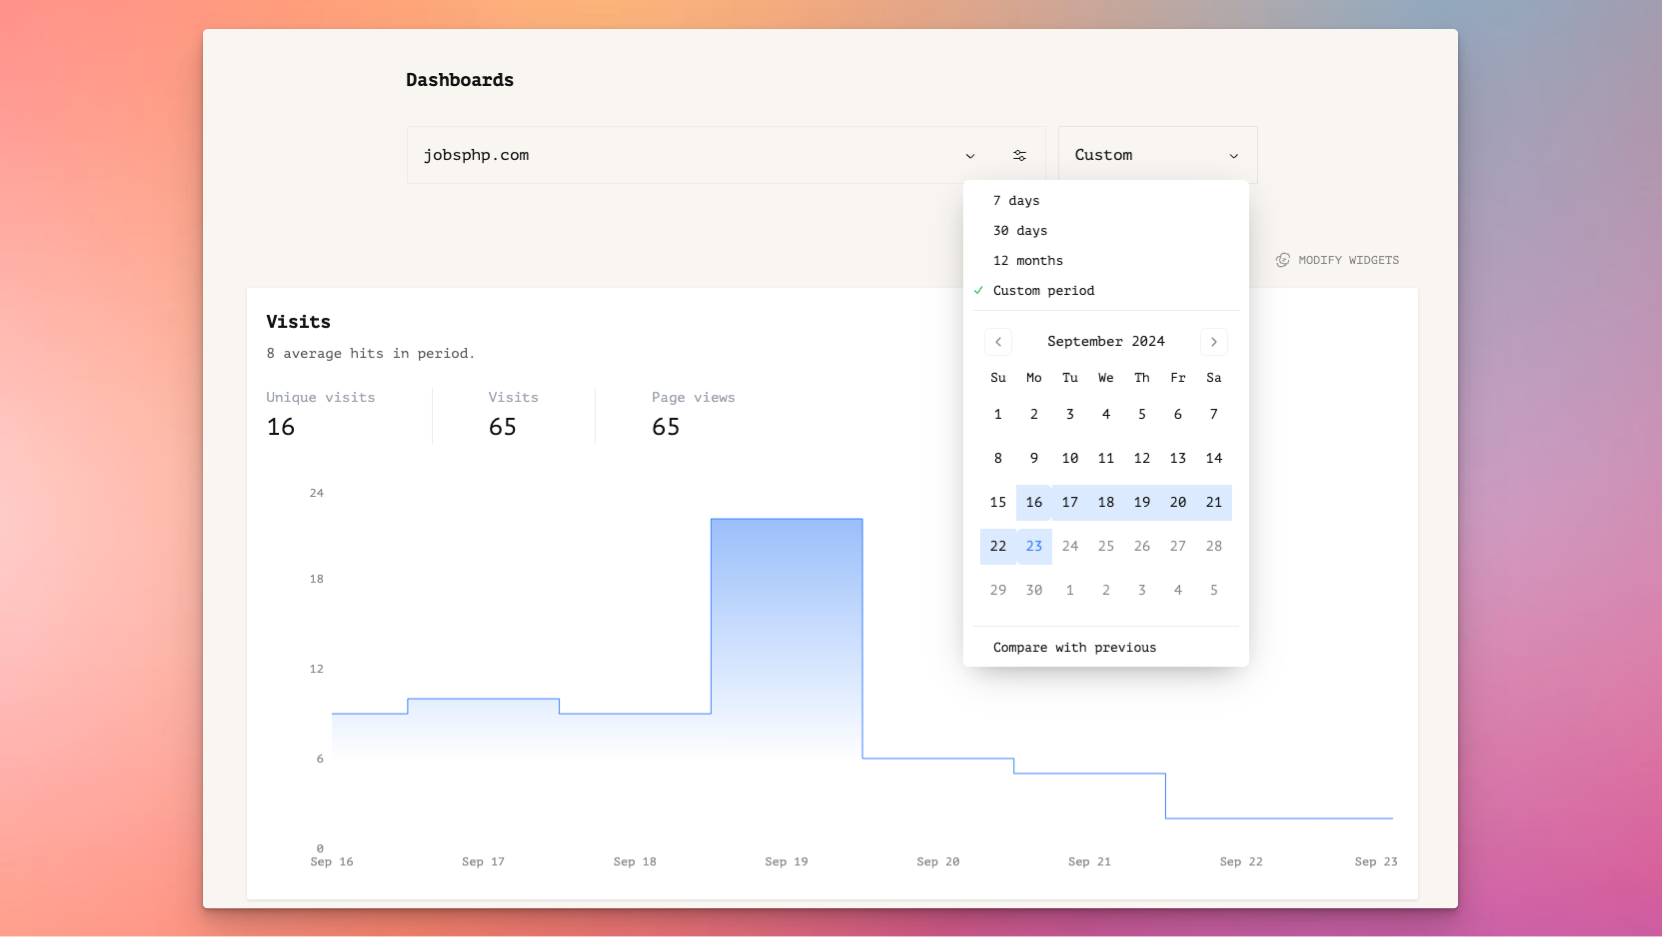 Dashboards
jobsphp.com
Custom
7 days
30 days
12 months
Custom period
MODIFY WIDGETS
September 2024
Su Mo Tu We Th Fr Sa
1 2 3 4 5 6 7
8 9 10 11 12 13 14
15 16 17 18 19 20 21
22 23 24 25 26 27 28
29 30 1 2 3 4 5
Compare with previous
Visits
8 average hits in period.
Unique visits Visits Page views
16 65 65
24
18
12
6
0
Sep 16 Sep 17 Sep 18 Sep 19 Sep 20 Sep 21 Sep 22 Sep 23